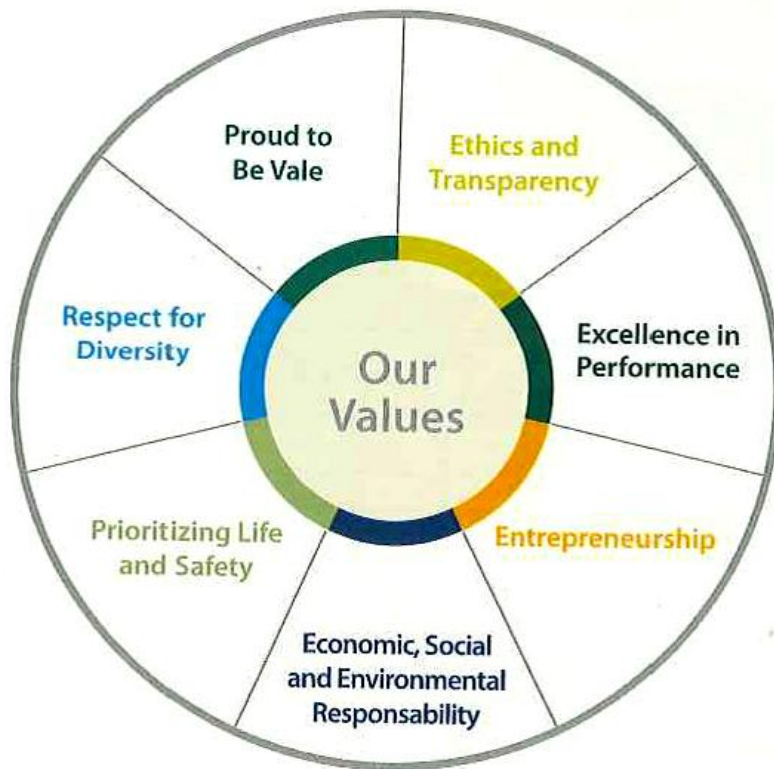 Our
Values
Ethics and
Transparency
Excellence in
Performance
Entrepreneurship
Economic, Social
and Environmental
Responsability
Prioritizing Life
and Safety
Respect for
Diversity
Proud to
Be Vale